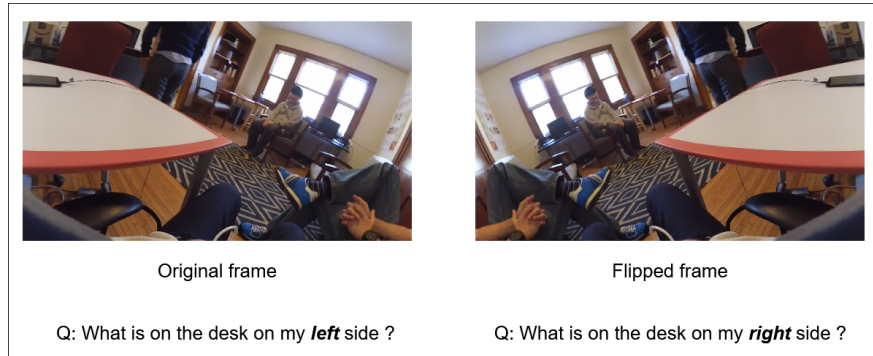 Original frame
Flipped frame
Q: What is on the desk on my left side ?
Q: What is on the desk on my right side ?